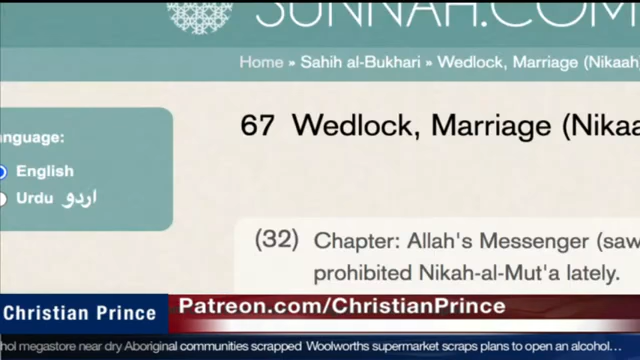 SUNNAH.COM
Home » Sahih al-Bukhari » Wedlock, Marriage (Nikaah)
67 Wedlock, Marriage (Nikaa
anguage:
English
Urdu اردو
(32) Chapter: Allah's Messenger (saw
prohibited Nikah-al-Mut'a lately.
Christian Prince
Patreon.com/ChristianPrince
hol megastore near dry Aboriginal communities scrapped Woolworths supermarket scraps plans to open an alcohol...